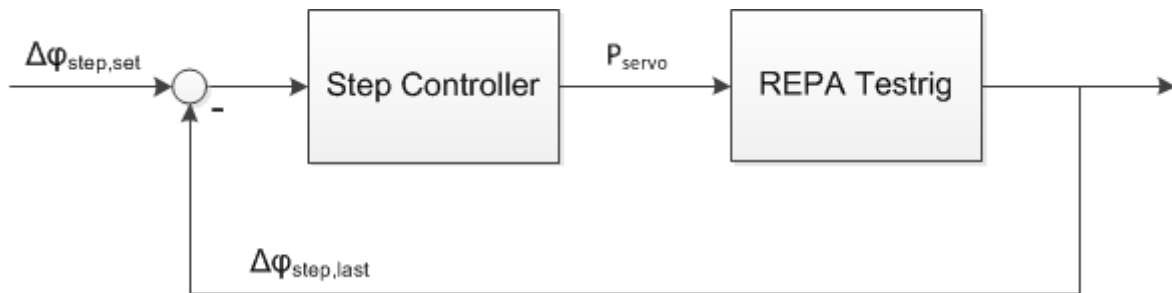 Δφstep,set
-
Step Controller
Pservo
REPA Testrig
Δφstep,last